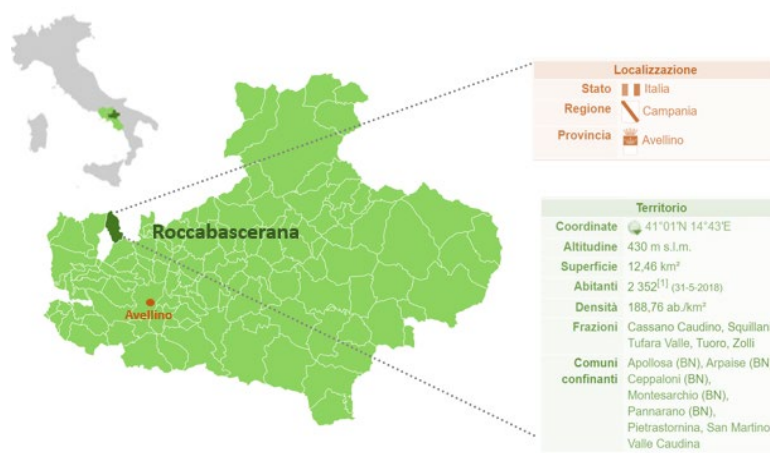 Localizzazione
Stato Italia
Regione Campania
Provincia Avellino
Roccabascerana
Avellino
Territorio
Coordinate 41°01′N 14°43′E
Altitudine 430 m s.l.m.
Superficie 12,46 km²
Abitanti 2 352[1] (31-5-2018)
Densità 188,76 ab./km²
Frazioni Cassano Caudino, Squillan
Tufara Valle, Tuoro, Zolli
Comuni Apollosa (BN), Arpaise (BN
confinanti Ceppaloni (BN),
Montesarchio (BN),
Pannarano (BN),
Pietrastornina, San Martino
Valle Caudina